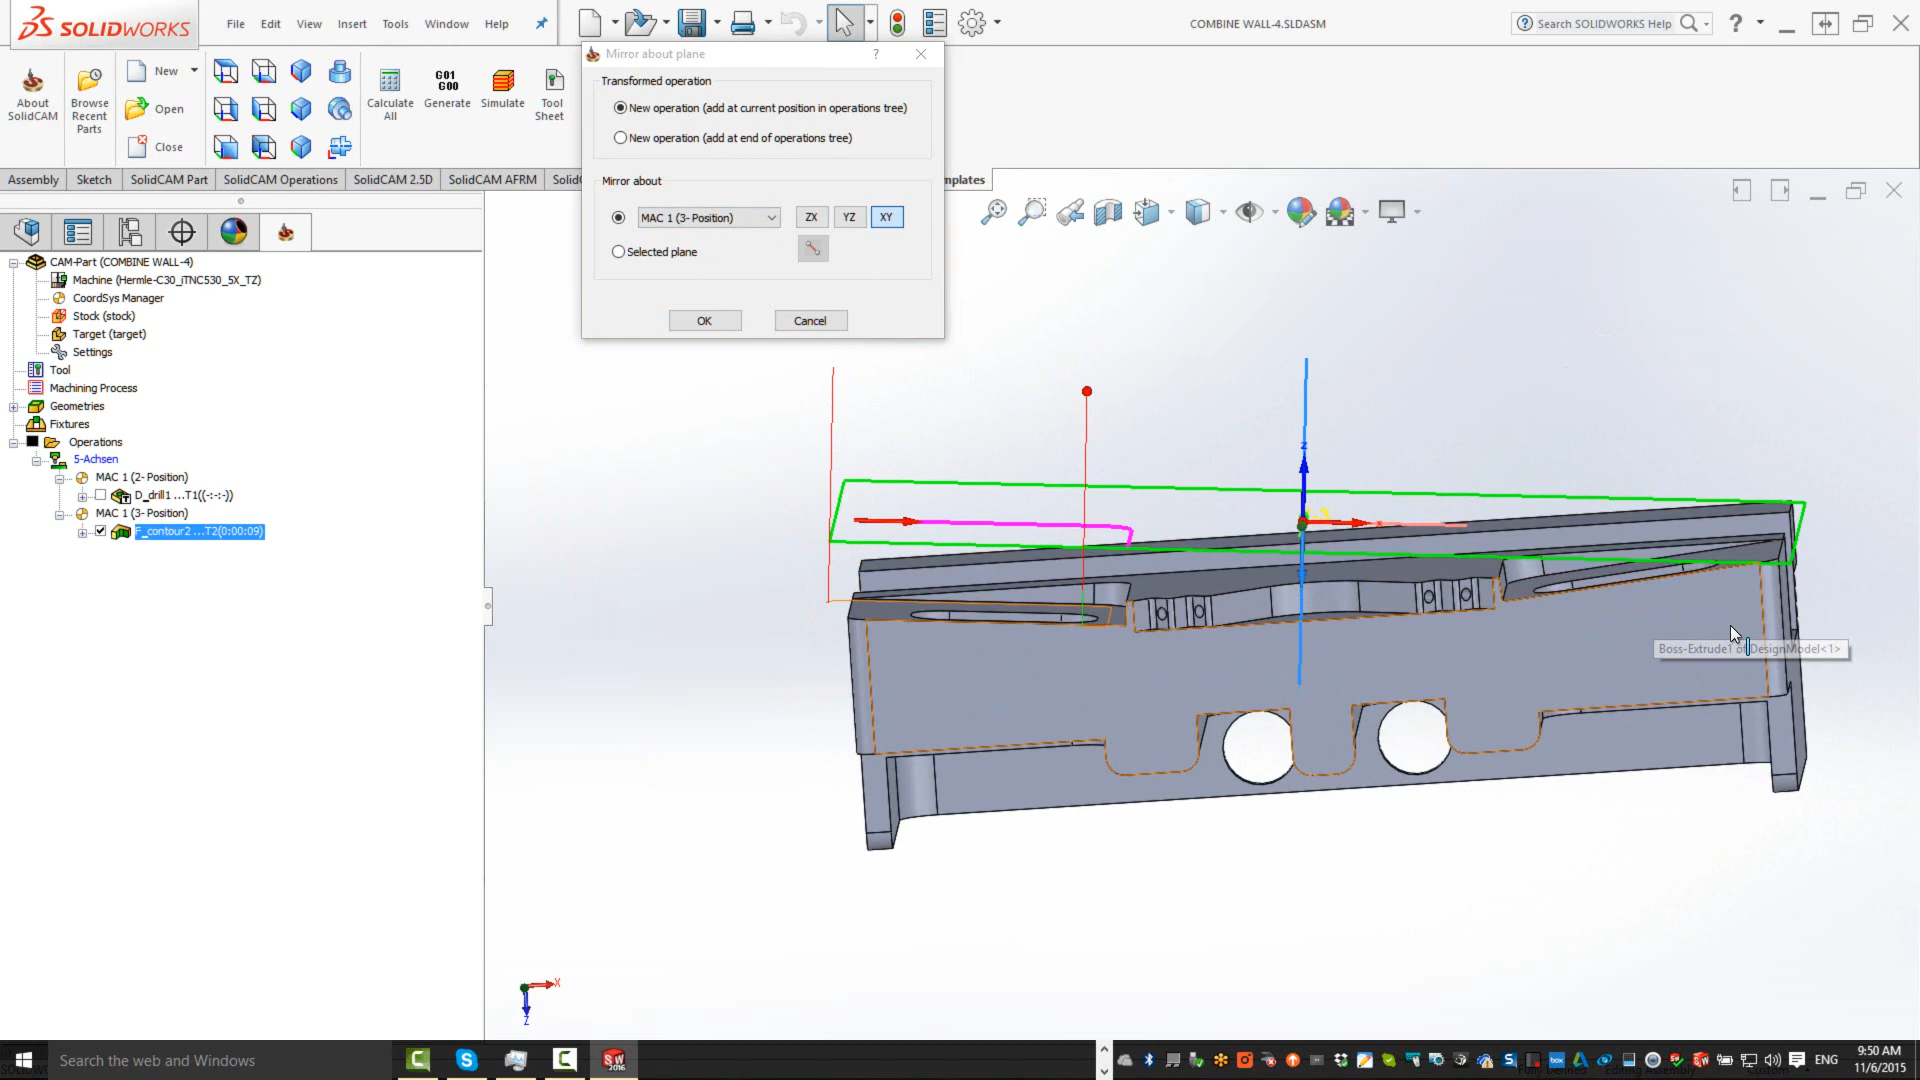 SOLIDWORKS
File Edit View Insert Tools Window Help
COMBINE WALL-4.SLDASM
Search SOLIDWORKS Help
?
Mirror about plane
?
Transformed operation
New operation (add at current position in operations tree)
New operation (add at end of operations tree)
Mirror about
MAC 1 (3- Position)
ZX YZ XY
Selected plane
OK Cancel
About SolidCAM
Browse Recent Parts
New
Open
Close
Calculate All
G01 G00
Generate
Simulate
Tool Sheet
Assembly Sketch SolidCAM Part SolidCAM Operations SolidCAM 2.5D SolidCAM AFRM SolidC
mplates
CAM-Part (COMBINE WALL-4)
Machine (Hermle-C30_iTNC530_5X_TZ)
CoordSys Manager
Stock (stock)
Target (target)
Settings
Tool
Machining Process
Geometries
Fixtures
Operations
5-Achsen
MAC 1 (2- Position)
D_drill1 ...T1((-:-:-))
MAC 1 (3- Position)
F_contour2 ...T2(0:00:09)
z
Boss-Extrude1 of DesignModel<1>
X
Z
Search the web and Windows
SW 2016
ENG
9:50 AM
11/6/2015